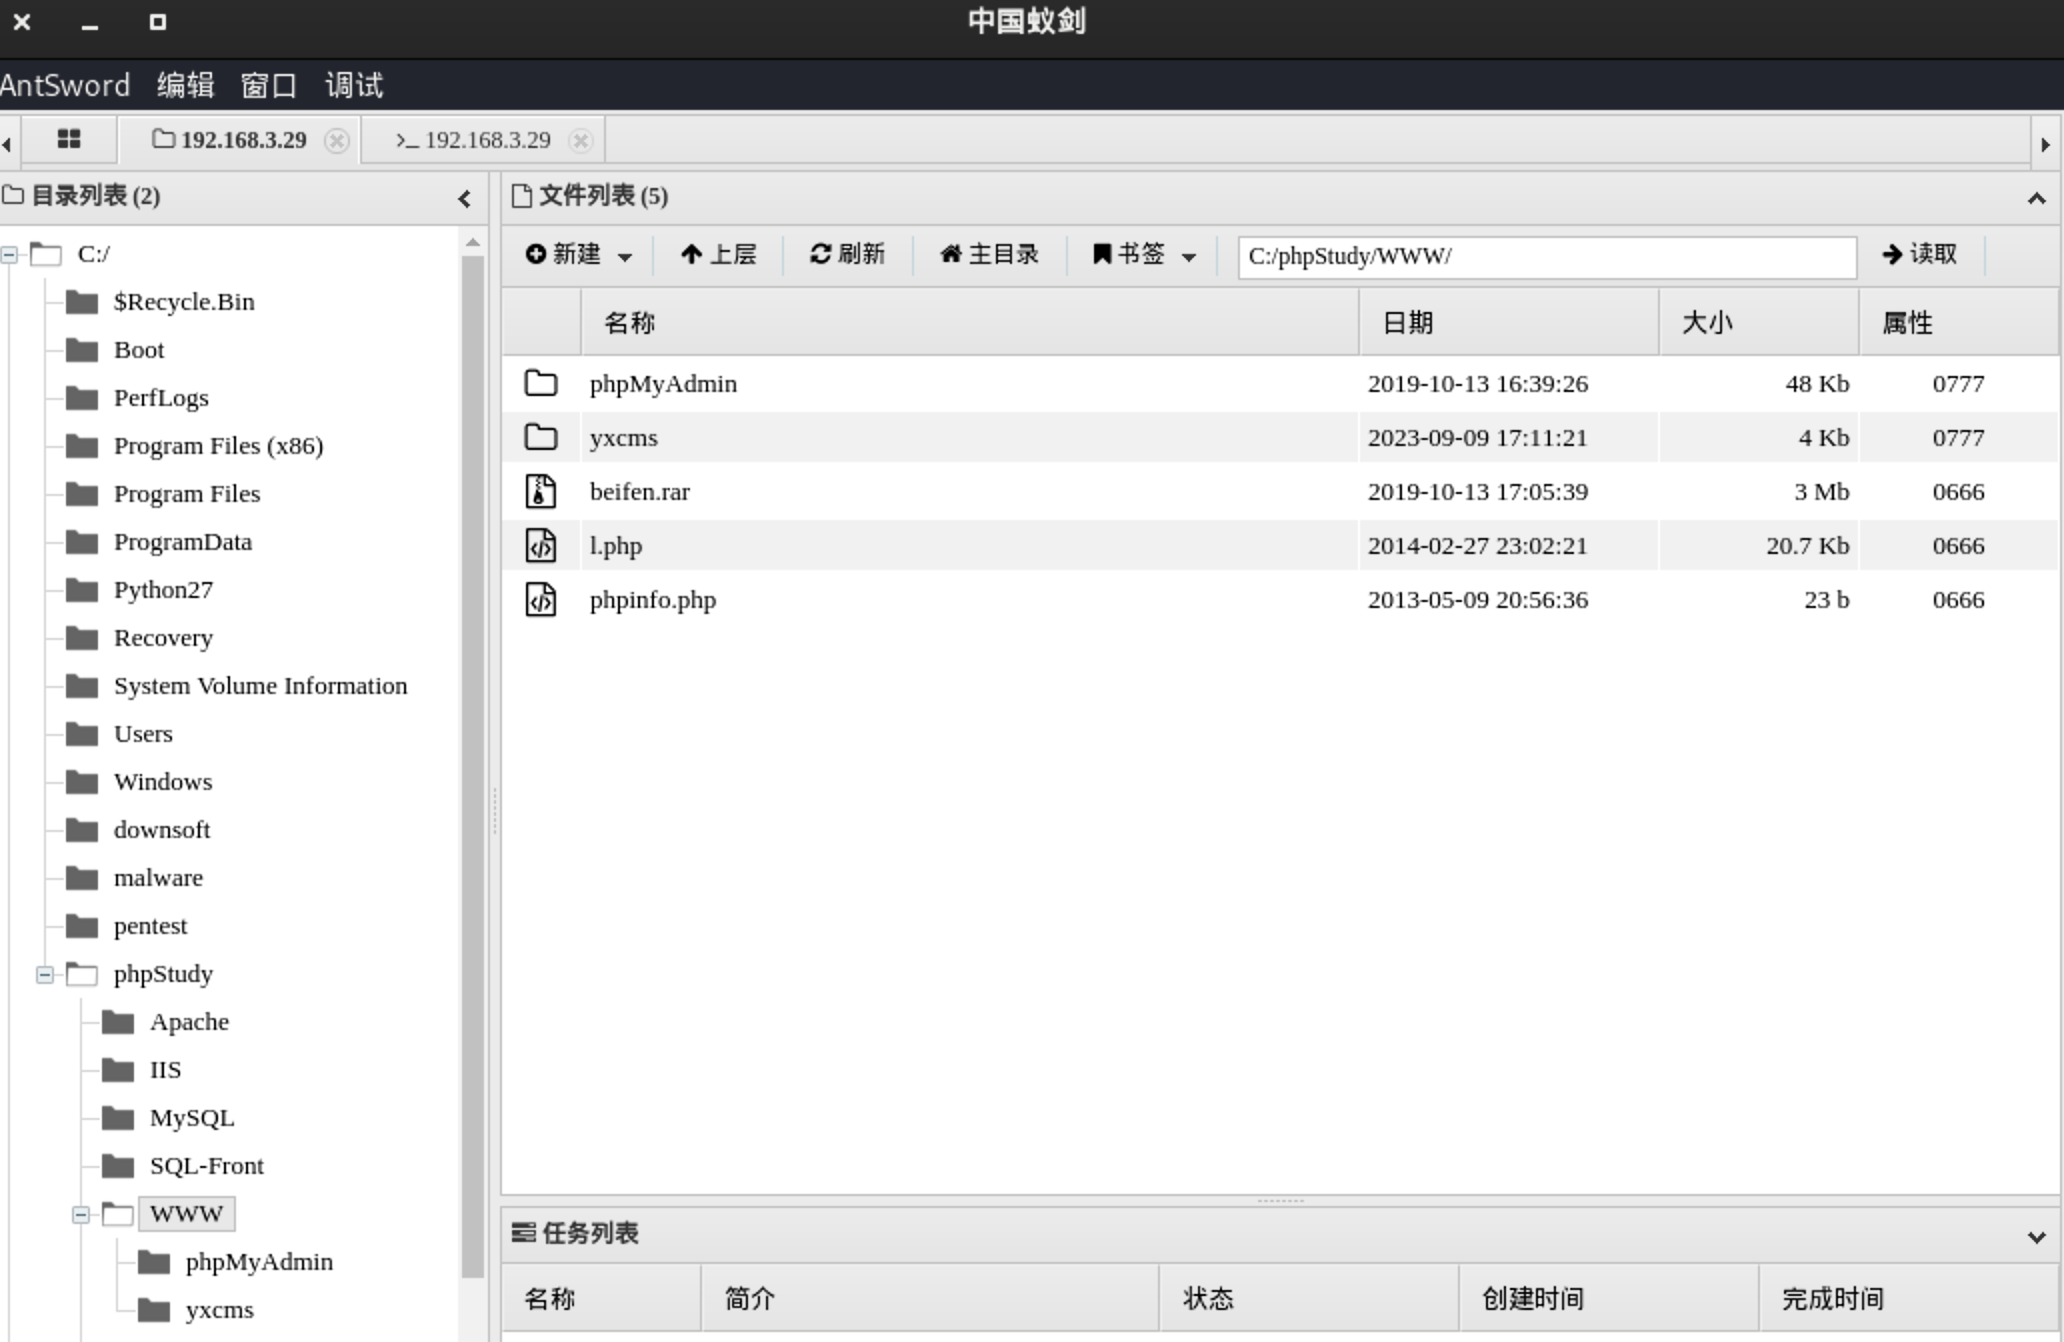 中国蚁剑
AntSword 编辑 窗口 调试
192.168.3.29 >_ 192.168.3.29
目录列表 (2)
C:/
$Recycle.Bin
Boot
PerfLogs
Program Files (x86)
Program Files
ProgramData
Python27
Recovery
System Volume Information
Users
Windows
downsoft
malware
pentest
phpStudy
Apache
IIS
MySQL
SQL-Front
WWW
phpMyAdmin
yxcms
文件列表 (5)
新建 上层 刷新 主目录 书签 C:/phpStudy/WWW/ 读取
名称 日期 大小 属性
phpMyAdmin 2019-10-13 16:39:26 48 Kb 0777
yxcms 2023-09-09 17:11:21 4 Kb 0777
beifen.rar 2019-10-13 17:05:39 3 Mb 0666
l.php 2014-02-27 23:02:21 20.7 Kb 0666
phpinfo.php 2013-05-09 20:56:36 23 b 0666
任务列表
名称 简介 状态 创建时间 完成时间